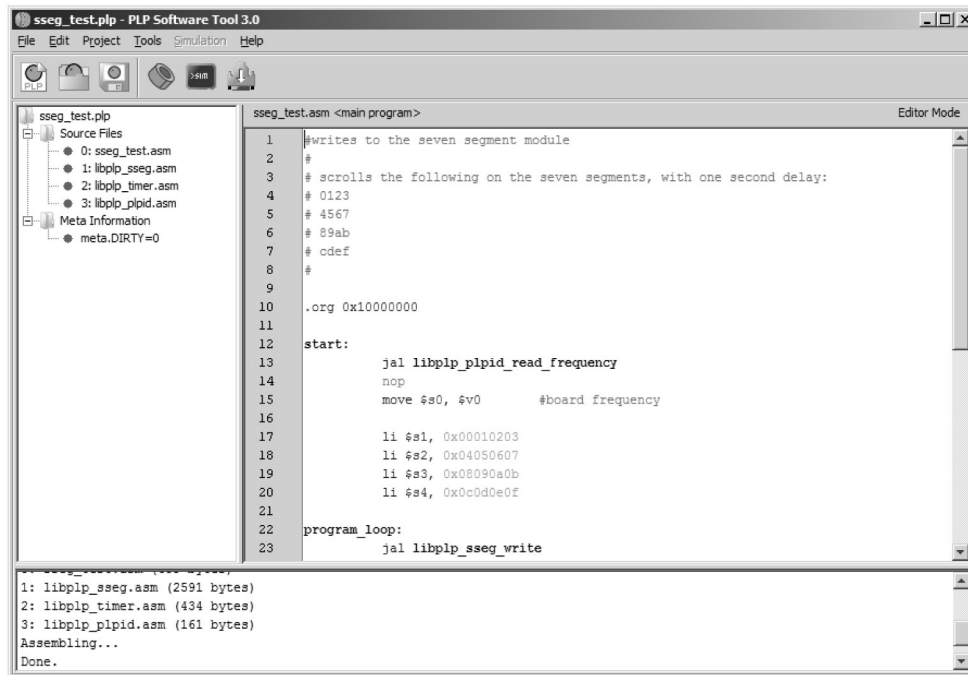 sseg_test.plp - PLP Software Tool 3.0
File Edit Project Tools Simulation Help
PLP >SIM
sseg_test.plp
Source Files
0: sseg_test.asm
1: libplp_sseg.asm
2: libplp_timer.asm
3: libplp_plpid.asm
Meta Information
meta.DIRTY=0
sseg_test.asm <main program> Editor Mode
1 #writes to the seven segment module
2 #
3 # scrolls the following on the seven segments, with one second delay:
4 # 0123
5 # 4567
6 # 89ab
7 # cdef
8 #
9
10 .org 0x10000000
11
12 start:
13 jal libplp_plpid_read_frequency
14 nop
15 move $s0, $v0 #board frequency
16
17 li $s1, 0x00010203
18 li $s2, 0x04050607
19 li $s3, 0x08090a0b
20 li $s4, 0x0c0d0e0f
21
22 program_loop:
23 jal libplp_sseg_write
1: libplp_sseg.asm (2591 bytes)
2: libplp_timer.asm (434 bytes)
3: libplp_plpid.asm (161 bytes)
Assembling...
Done.